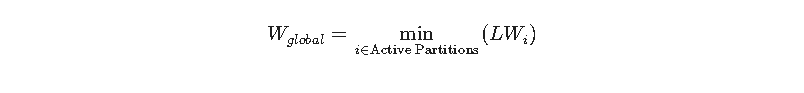 W_{global} = \min_{i \in \text{Active Partitions}} (LW_i)